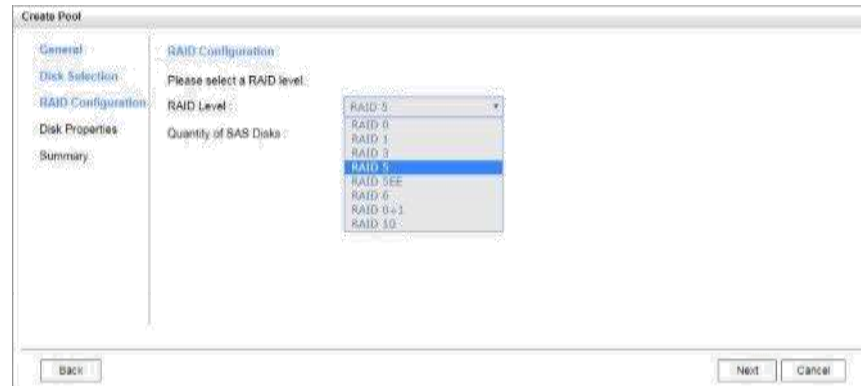 Create Pool
General
Disk Selection
RAID Configuration
Disk Properties
Summary
RAID Configuration
Please select a RAID level.
RAID Level :
RAID 5
Quantity of SAS Disks :
RAID 0
RAID 1
RAID 3
RAID 5
RAID 5EE
RAID 6
RAID 0+1
RAID 10
Back
Next
Cancel